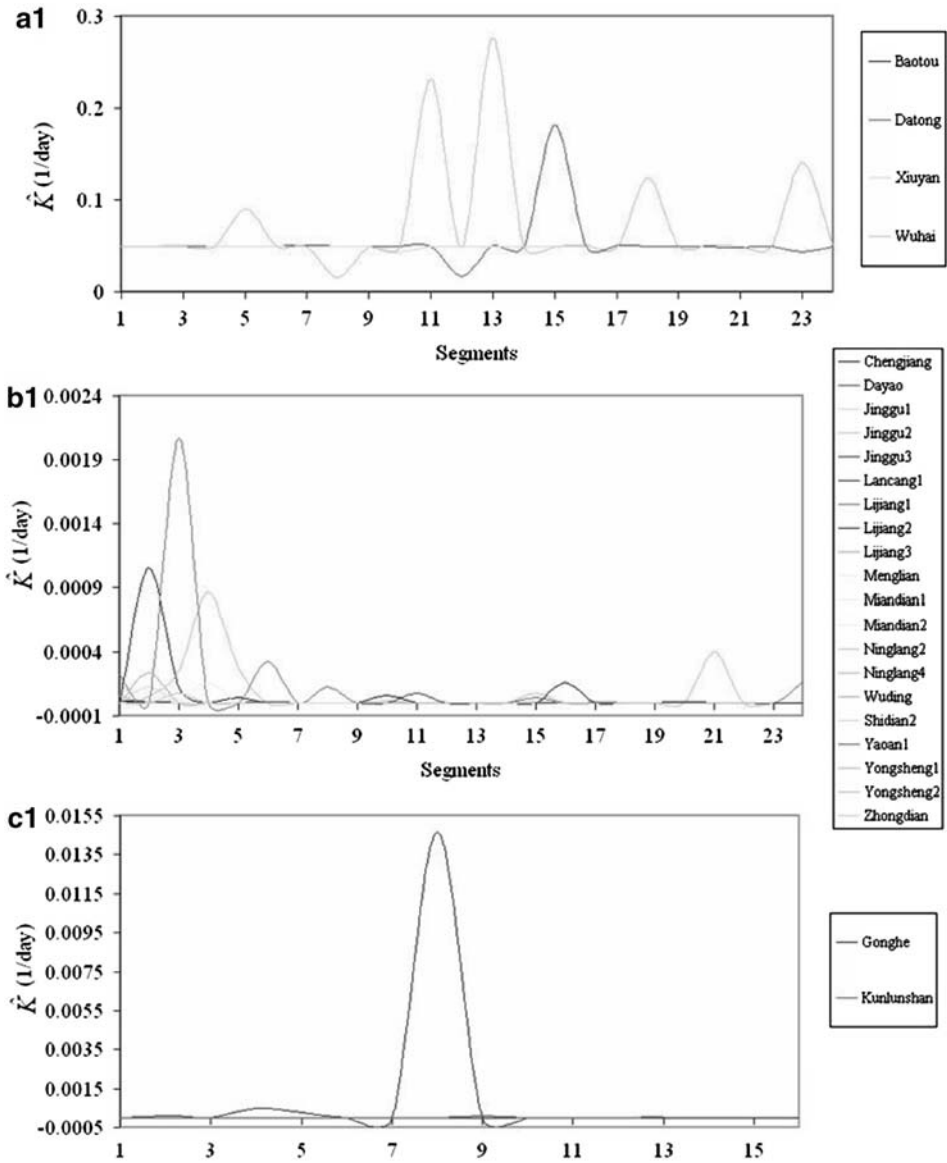 a1
0.3
0.2
0.1
0
K̂ (1/day)
1 3 5 7 9 11 13 15 17 19 21 23
Segments
Baotou
Datong
Xiuyan
Wuhai
b1
0.0024
0.0019
0.0014
0.0009
0.0004
-0.0001
K̂ (1/day)
1 3 5 7 9 11 13 15 17 19 21 23
Segments
Chengjiang
Dayao
Jinggu1
Jinggu2
Jinggu3
Lancang1
Lijiang1
Lijiang2
Lijiang3
Menglian
Miandian1
Miandian2
Ninglang2
Ninglang4
Wuding
Shidian2
Yaoan1
Yongsheng1
Yongsheng2
Zhongdian
c1
0.0155
0.0135
0.0115
0.0095
0.0075
0.0055
0.0035
0.0015
-0.0005
K̂ (1/day)
1 3 5 7 9 11 13 15
Gonghe
Kunlunshan